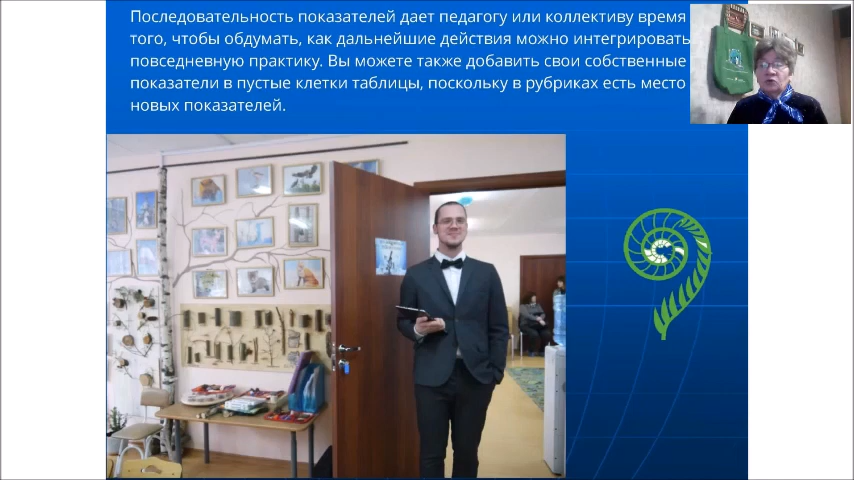 Последовательность показателей дает педагогу или коллективу время
того, чтобы обдумать, как дальнейшие действия можно интегрировать
повседневную практику. Вы можете также добавить свои собственные
показатели в пустые клетки таблицы, поскольку в рубриках есть место
новых показателей.